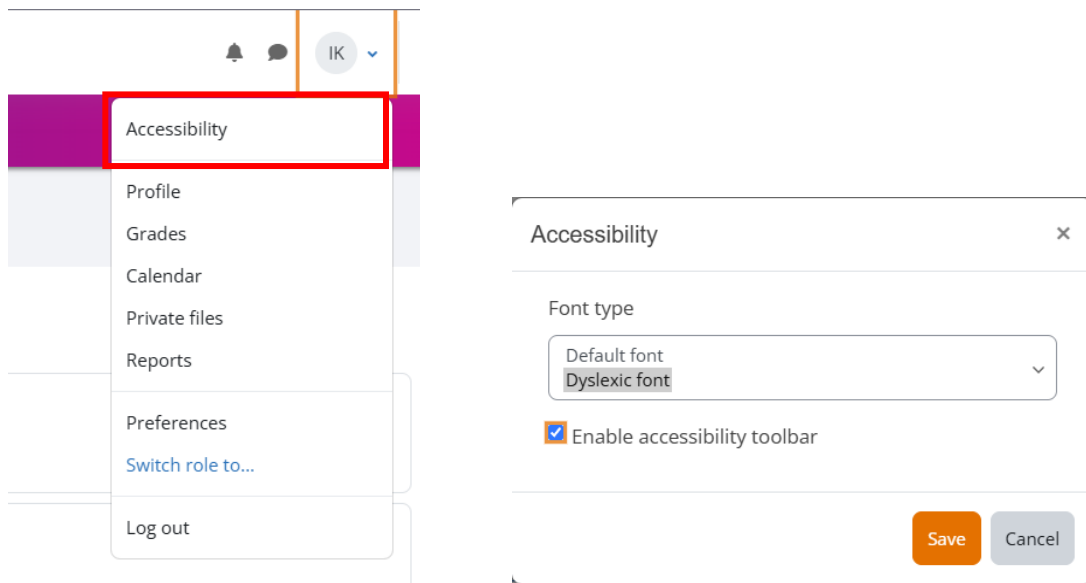 IK
Accessibility
Profile
Grades
Calendar
Private files
Reports
Preferences
Switch role to...
Log out
Accessibility
Font type
Default font
Dyslexic font
Enable accessibility toolbar
Save Cancel